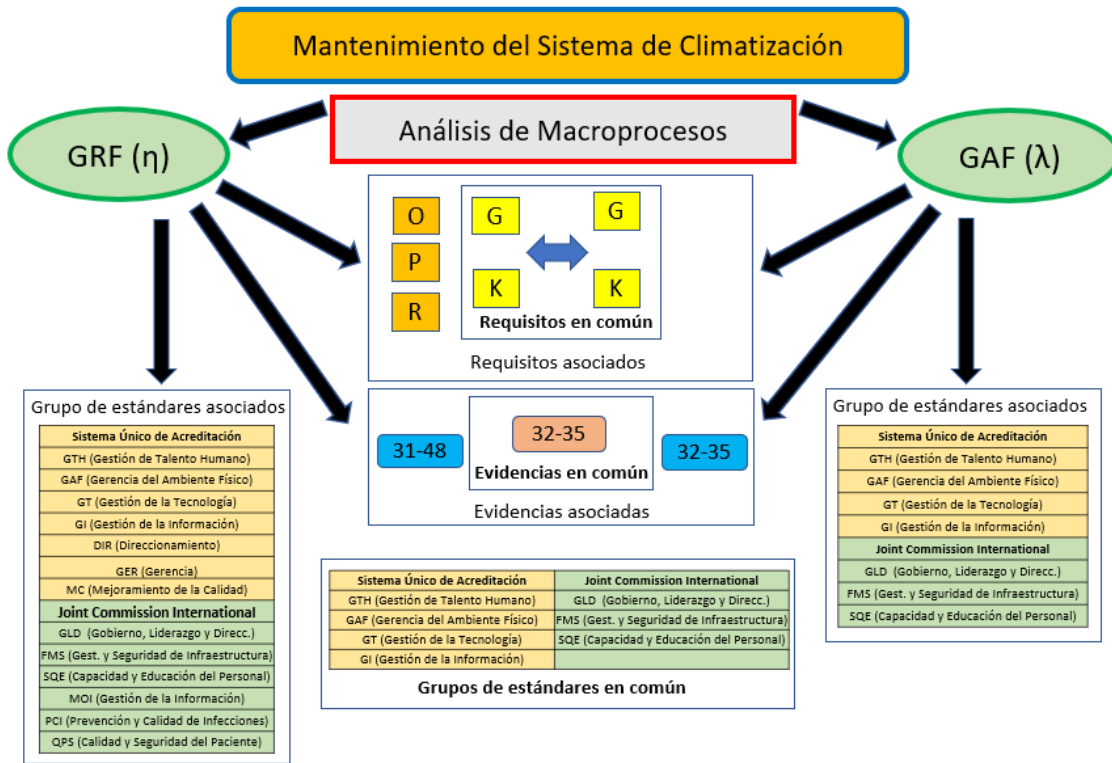 Mantenimiento del Sistema de Climatización
Análisis de Macroprocesos
GRF (η)
GAF (λ)
O
P
R
G
G
K
K
Requisitos en común
Requisitos asociados
31-48
32-35
32-35
Evidencias en común
Evidencias asociadas
Grupo de estándares asociados
Sistema Único de Acreditación
GTH (Gestión de Talento Humano)
GAF (Gerencia del Ambiente Físico)
GT (Gestión de la Tecnología)
GI (Gestión de la Información)
DIR (Direccionamiento)
GER (Gerencia)
MC (Mejoramiento de la Calidad)
Joint Commission International
GLD (Gobierno, Liderazgo y Direcc.)
FMS (Gest. y Seguridad de Infraestructura)
SQE (Capacidad y Educación del Personal)
MOI (Gestión de la Información)
PCI (Prevención y Calidad de Infecciones)
QPS (Calidad y Seguridad del Paciente)
Sistema Único de Acreditación
GTH (Gestión de Talento Humano)
GAF (Gerencia del Ambiente Físico)
GT (Gestión de la Tecnología)
GI (Gestión de la Información)
Joint Commission International
GLD (Gobierno, Liderazgo y Direcc.)
FMS (Gest. y Seguridad de Infraestructura)
SQE (Capacidad y Educación del Personal)
Grupos de estándares en común
Grupo de estándares asociados
Sistema Único de Acreditación
GTH (Gestión de Talento Humano)
GAF (Gerencia del Ambiente Físico)
GT (Gestión de la Tecnología)
GI (Gestión de la Información)
Joint Commission International
GLD (Gobierno, Liderazgo y Direcc.)
FMS (Gest. y Seguridad de Infraestructura)
SQE (Capacidad y Educación del Personal)